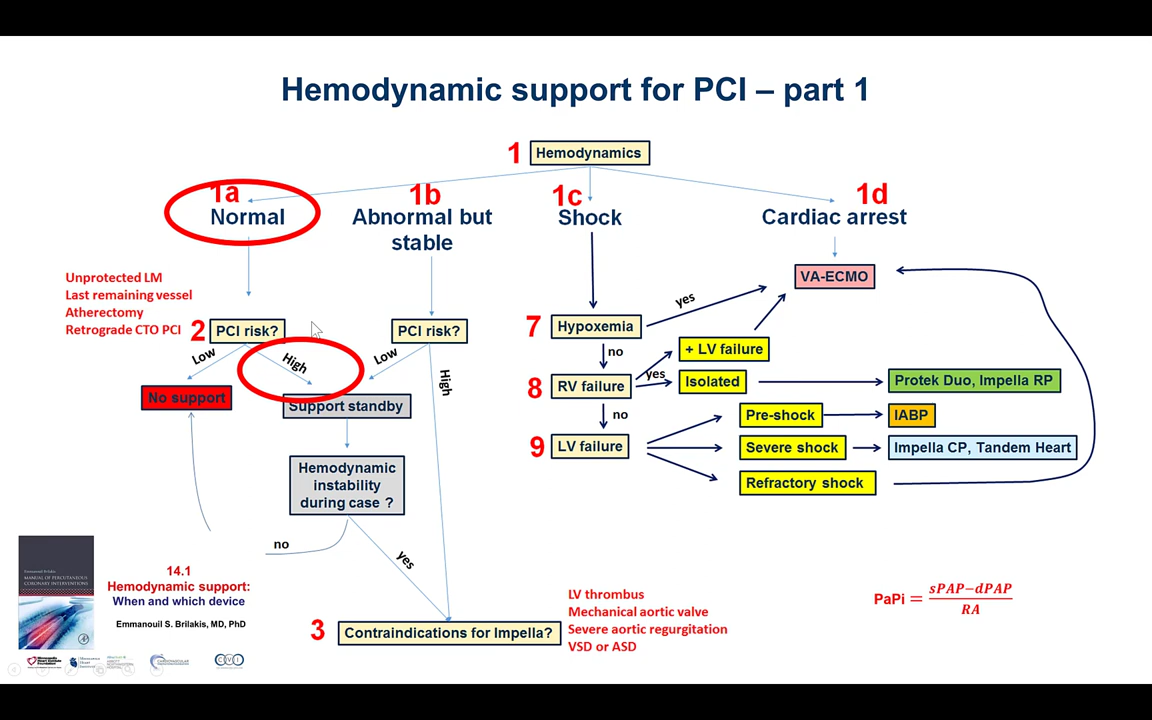 Hemodynamic support for PCI – part 1
1
Hemodynamics
1a
Normal
1b
Abnormal but
stable
1c
Shock
1d
Cardiac arrest
VA-ECMO
Unprotected LM
Last remaining vessel
Atherectomy
Retrograde CTO PCI
2
PCI risk?
Low
High
No support
Support standby
Hemodynamic
instability
during case ?
no
yes
PCI risk?
Low
High
7
Hypoxemia
yes
no
8
RV failure
yes
+ LV failure
Isolated
Protek Duo, Impella RP
no
9
LV failure
Pre-shock
IABP
Severe shock
Impella CP, Tandem Heart
Refractory shock
3
Contraindications for Impella?
LV thrombus
Mechanical aortic valve
Severe aortic regurgitation
VSD or ASD
PaPi = sPAP−dPAP / RA
MANUAL OF PERCUTANEOUS
CORONARY INTERVENTIONS
14.1
Hemodynamic support:
When and which device
Emmanouil S. Brilakis, MD, PhD